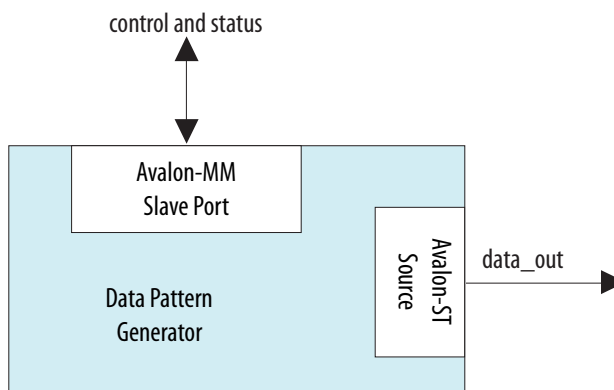 control and status
Avalon-MM
Slave Port
Avalon-ST
Source
data_out
Data Pattern
Generator